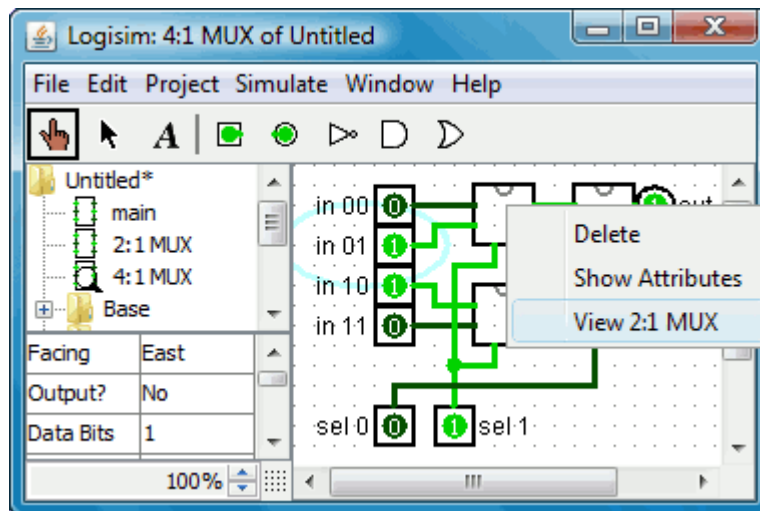 Logisim: 4:1 MUX of Untitled
File Edit Project Simulate Window Help
A
Untitled*
main
2:1 MUX
4:1 MUX
Base
Facing East
Output? No
Data Bits 1
100%
in 00 0
in 01 1
in 10 1
in 11 0
sel 0 0
1 sel 1
Delete
Show Attributes
View 2:1 MUX